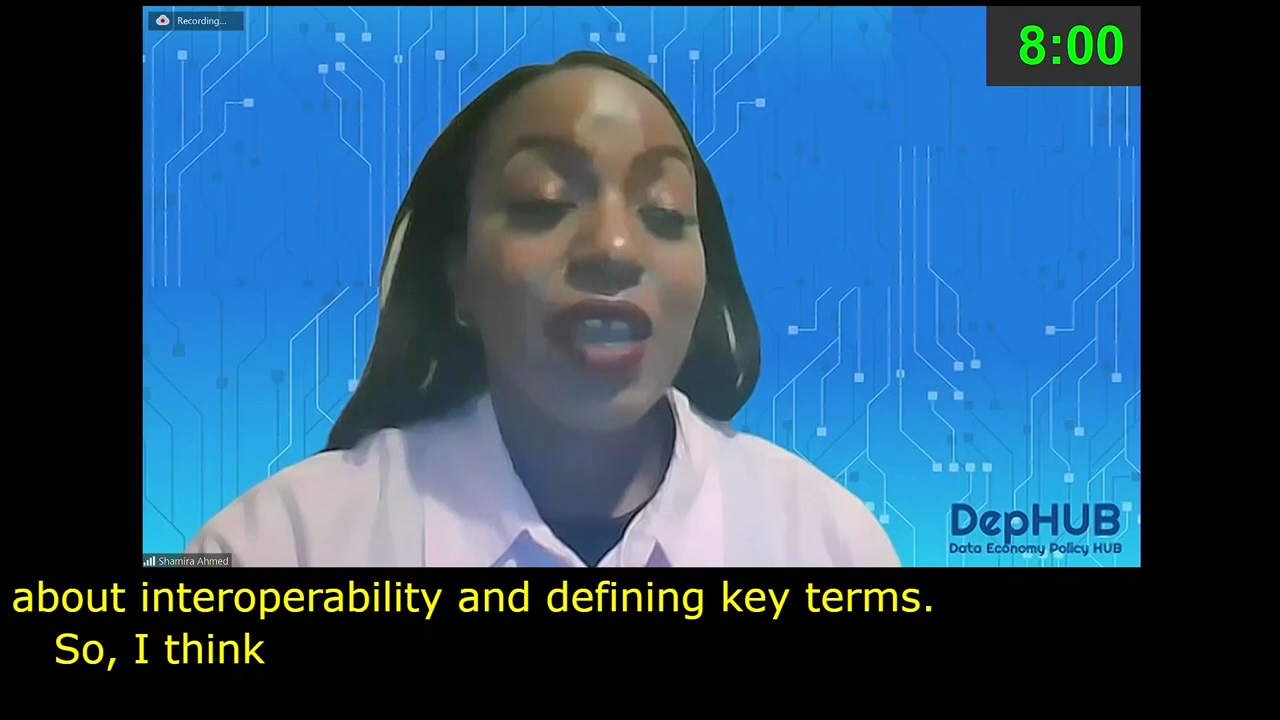 Recording...
8:00
DepHUB
Data Economy Policy HUB
Shamira Ahmed
about interoperability and defining key terms.
So, I think